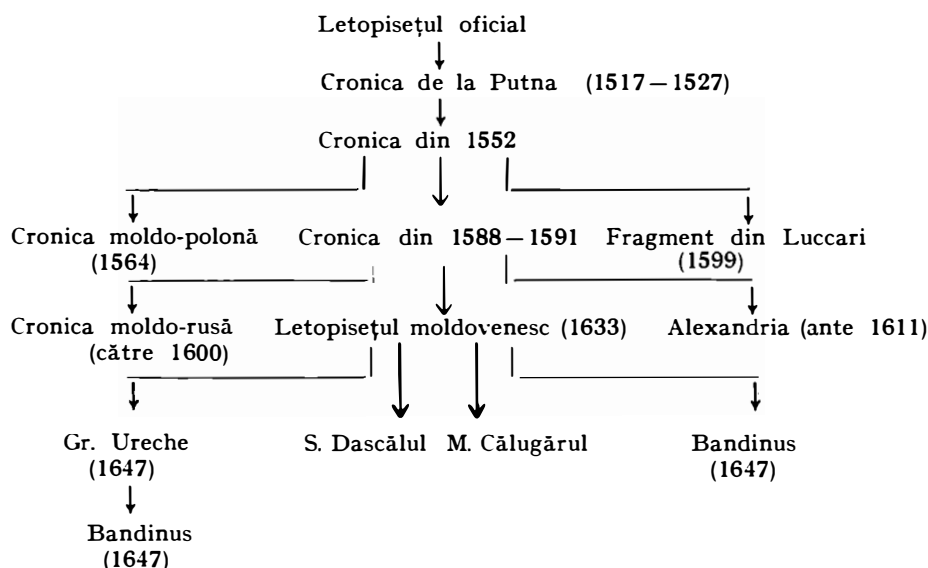 Letopisețul oficial
Cronica de la Putna (1517—1527)
Cronica din 1552
Cronica moldo-polonă Cronica din 1588—1591 Fragment din Luccari
(1564) (1599)
Cronica moldo-rusă Letopisețul moldovenesc (1633) Alexandria (ante 1611)
(către 1600)
Gr. Ureche S. Dascălul M. Călugărul Bandinus
(1647) (1647)
Bandinus
(1647)